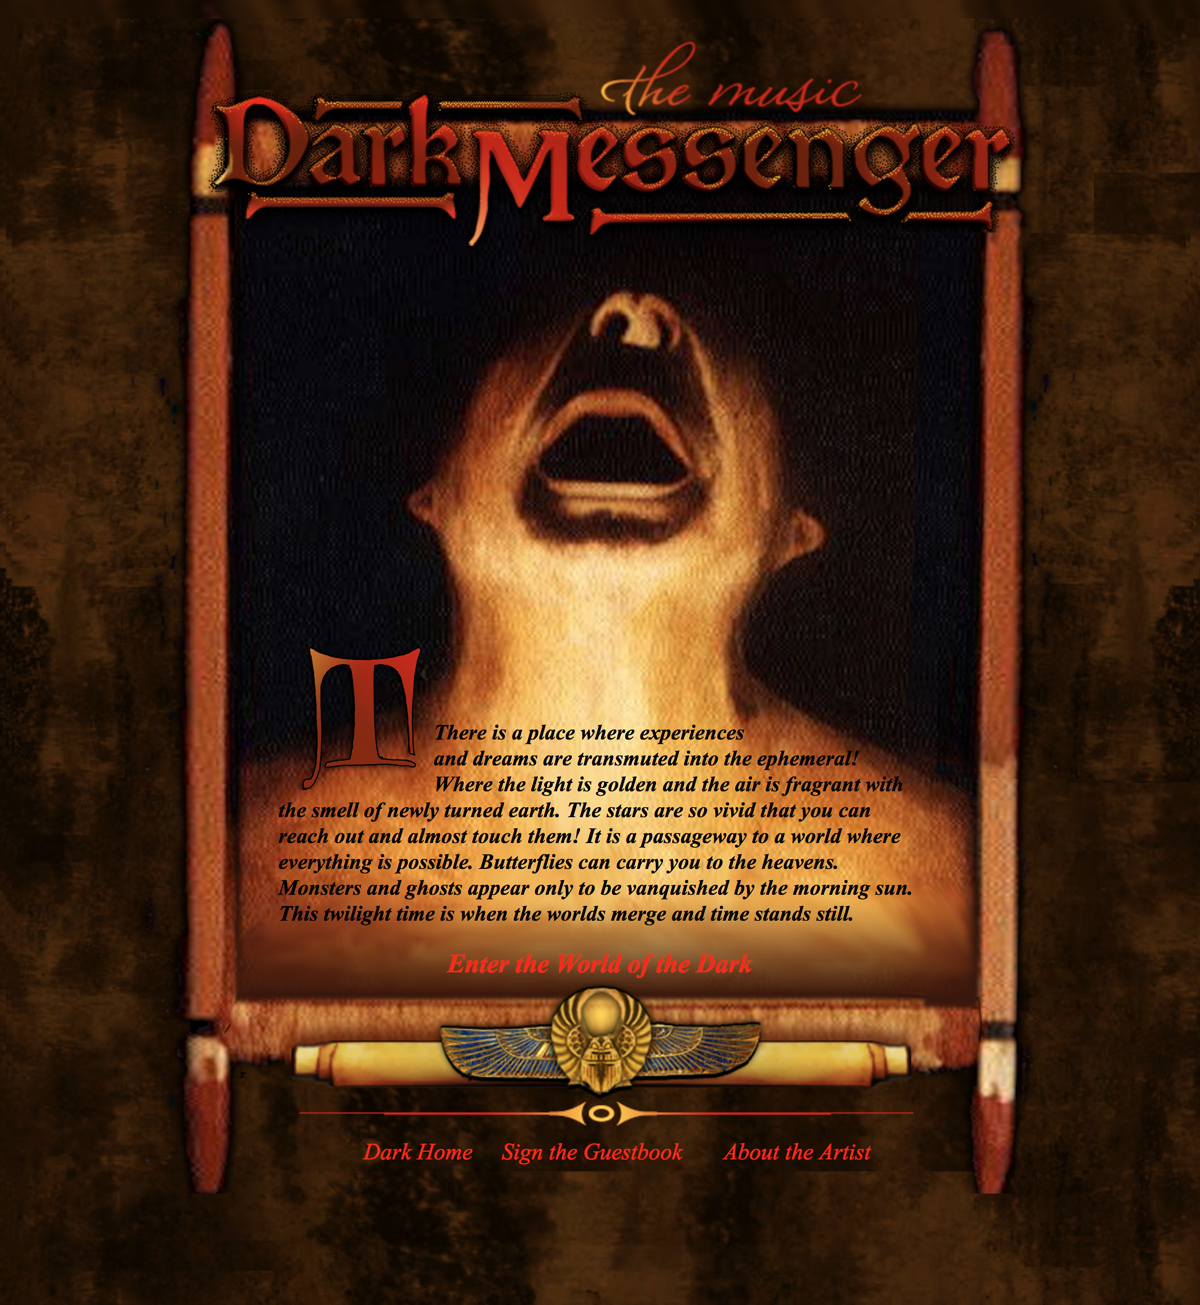 the music
Dark Messenger
T
There is a place where experiences
and dreams are transmuted into the ephemeral!
Where the light is golden and the air is fragrant with
the smell of newly turned earth. The stars are so vivid that you can
reach out and almost touch them! It is a passageway to a world where
everything is possible. Butterflies can carry you to the heavens.
Monsters and ghosts appear only to be vanquished by the morning sun.
This twilight time is when the worlds merge and time stands still.
Enter the World of the Dark
Dark Home Sign the Guestbook About the Artist